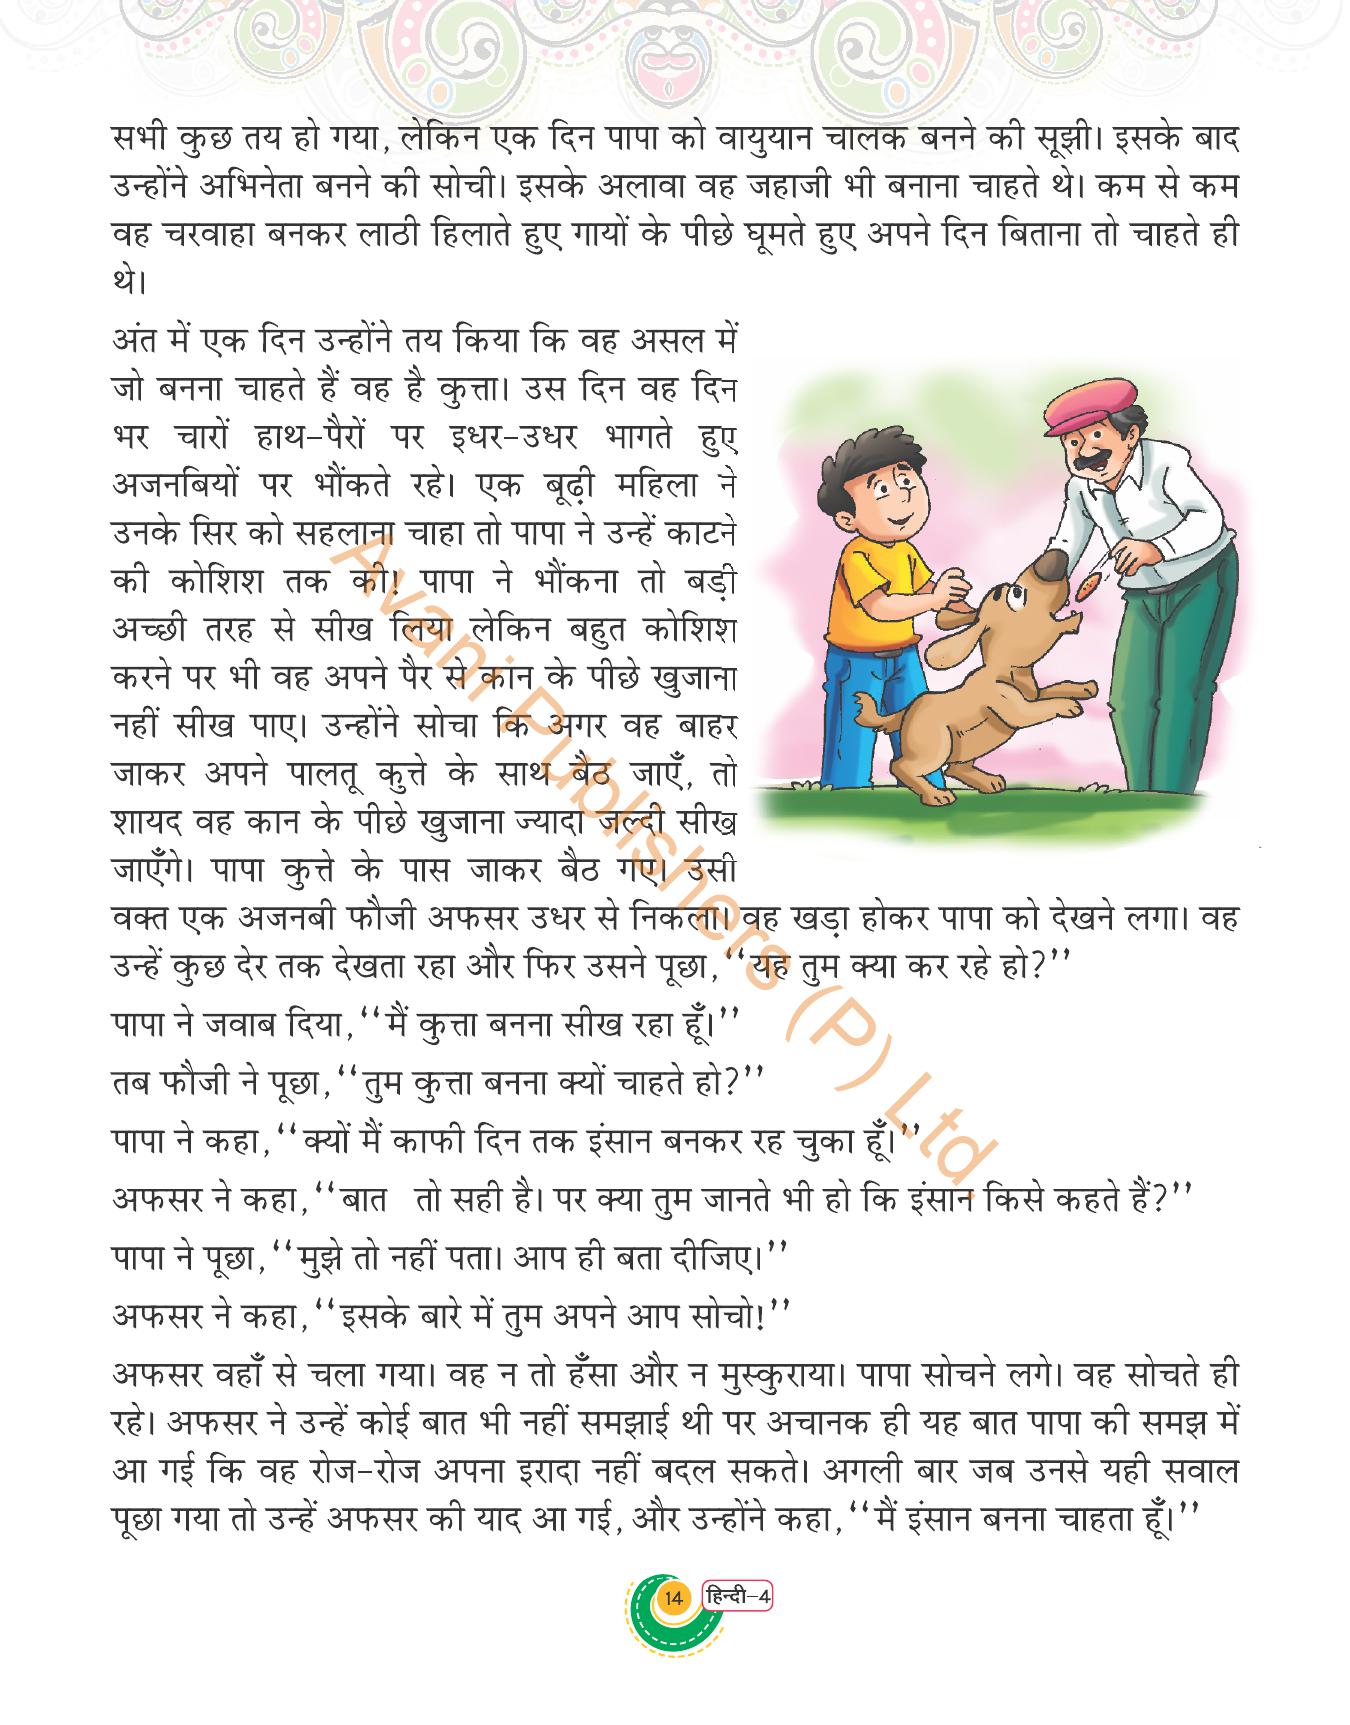 सभी कुछ तय हो गया, लेकिन एक दिन पापा को वायुयान चालक बनने की सूझी। इसके बाद
उन्होंने अभिनेता बनने की सोची। इसके अलावा वह जहाजी भी बनाना चाहते थे। कम से कम
वह चरवाहा बनकर लाठी हिलाते हुए गायों के पीछे घूमते हुए अपने दिन बिताना तो चाहते ही
थे।
अंत में एक दिन उन्होंने तय किया कि वह असल में
जो बनना चाहते हैं वह है कुत्ता। उस दिन वह दिन
भर चारों हाथ-पैरों पर इधर-उधर भागते हुए
अजनबियों पर भौंकते रहे। एक बूढ़ी महिला ने
उनके सिर को सहलाना चाहा तो पापा ने उन्हें काटने
की कोशिश तक की! पापा ने भौंकना तो बड़ी
अच्छी तरह से सीख लिया लेकिन बहुत कोशिश
करने पर भी वह अपने पैर से कान के पीछे खुजाना
नहीं सीख पाए। उन्होंने सोचा कि अगर वह बाहर
जाकर अपने पालतू कुत्ते के साथ बैठ जाएँ, तो
शायद वह कान के पीछे खुजाना ज्यादा जल्दी सीख
जाएँगे। पापा कुत्ते के पास जाकर बैठ गए। उसी
वक्त एक अजनबी फौजी अफसर उधर से निकला। वह खड़ा होकर पापा को देखने लगा। वह
उन्हें कुछ देर तक देखता रहा और फिर उसने पूछा, ‘‘यह तुम क्या कर रहे हो?’’
पापा ने जवाब दिया, ‘‘मैं कुत्ता बनना सीख रहा हूँ।’’
तब फौजी ने पूछा, ‘‘तुम कुत्ता बनना क्यों चाहते हो?’’
पापा ने कहा, ‘‘क्यों मैं काफी दिन तक इंसान बनकर रह चुका हूँ।’’
अफसर ने कहा, ‘‘बात तो सही है। पर क्या तुम जानते भी हो कि इंसान किसे कहते हैं?’’
पापा ने पूछा, ‘‘मुझे तो नहीं पता। आप ही बता दीजिए।’’
अफसर ने कहा, ‘‘इसके बारे में तुम अपने आप सोचो!’’
अफसर वहाँ से चला गया। वह न तो हँसा और न मुस्कुराया। पापा सोचने लगे। वह सोचते ही
रहे। अफसर ने उन्हें कोई बात भी नहीं समझाई थी पर अचानक ही यह बात पापा की समझ में
आ गई कि वह रोज-रोज अपना इरादा नहीं बदल सकते। अगली बार जब उनसे यही सवाल
पूछा गया तो उन्हें अफसर की याद आ गई, और उन्होंने कहा, ‘‘मैं इंसान बनना चाहता हूँ।’’
Avani Publishers (P) Ltd.
14 हिन्दी-4